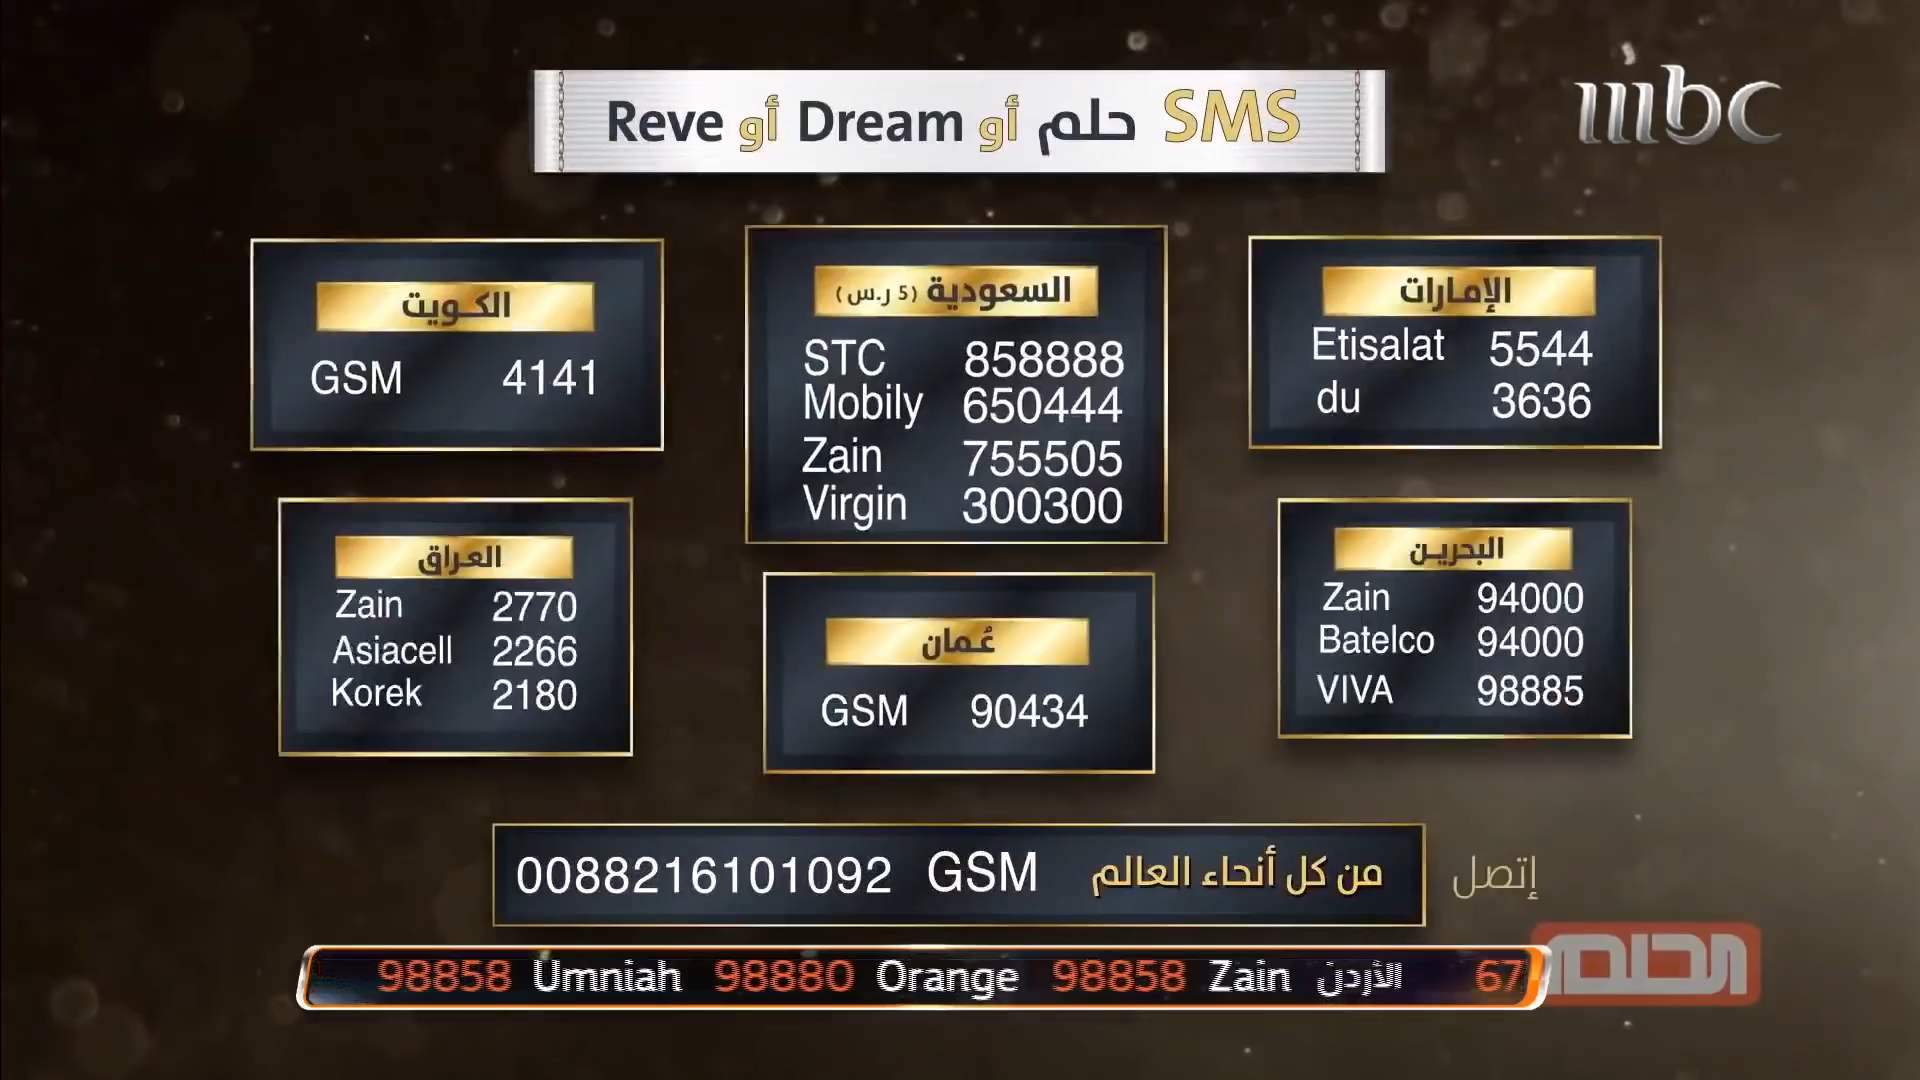 SMS حلم أو Dream أو Reve
mbc
الإمارات
Etisalat 5544
du 3636
السعودية (5 ر.س)
STC 858888
Mobily 650444
Zain 755505
Virgin 300300
الكويت
GSM 4141
البحرين
Zain 94000
Batelco 94000
VIVA 98885
عُمان
GSM 90434
العراق
Zain 2770
Asiacell 2266
Korek 2180
إتصل من كل أنحاء العالم GSM 0088216101092
67 الأردن Zain 98858 Orange 98880 Umniah 98858
الحلم